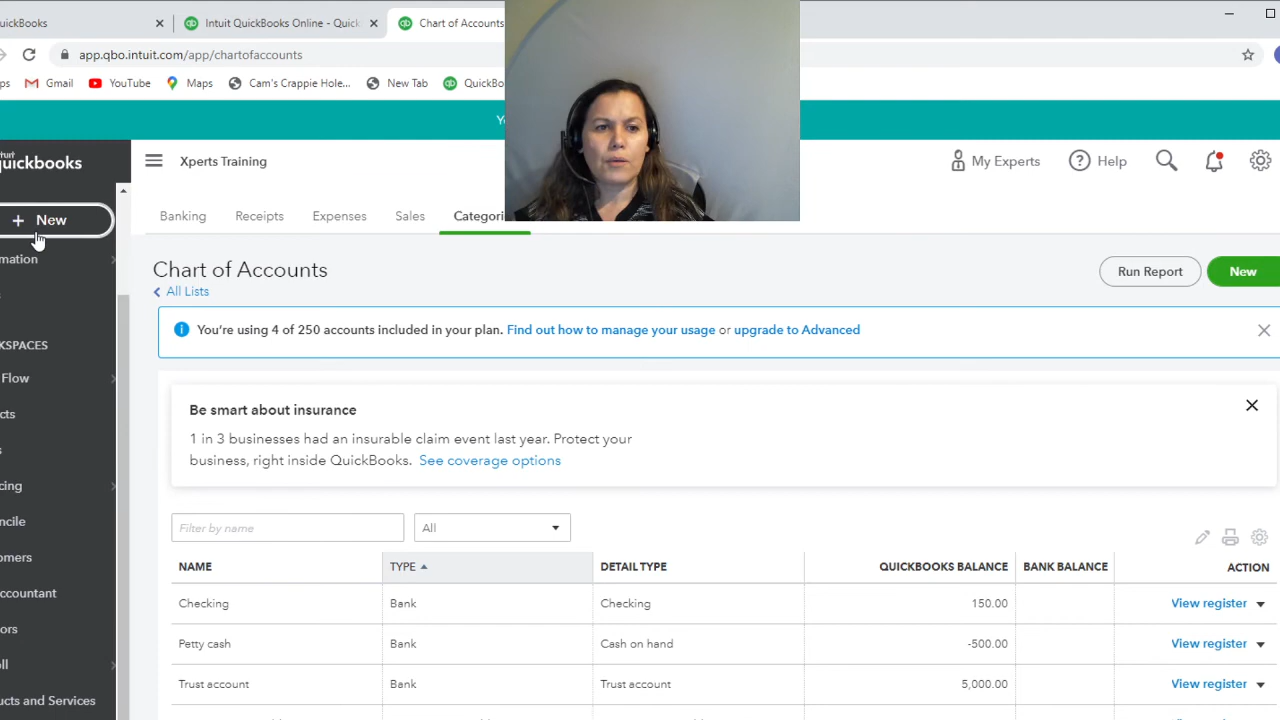 uickBooks
Intuit QuickBooks Online - Quick
Chart of Accounts
app.qbo.intuit.com/app/chartofaccounts
ps
Gmail
YouTube
Maps
Cam's Crappie Hole...
New Tab
QuickBo
intuit
quickbooks
Xperts Training
My Experts
Help
+ New
Banking
Receipts
Expenses
Sales
Categori
mation
s
KSPACES
Flow
cts
s
cing
ncile
omers
ccountant
ors
ll
ucts and Services
Chart of Accounts
All Lists
Run Report
New
You're using 4 of 250 accounts included in your plan. Find out how to manage your usage or upgrade to Advanced
Be smart about insurance
1 in 3 businesses had an insurable claim event last year. Protect your
business, right inside QuickBooks. See coverage options
Filter by name
All
NAME TYPE DETAIL TYPE QUICKBOOKS BALANCE BANK BALANCE ACTION
Checking Bank Checking 150.00 View register
Petty cash Bank Cash on hand -500.00 View register
Trust account Bank Trust account 5,000.00 View register